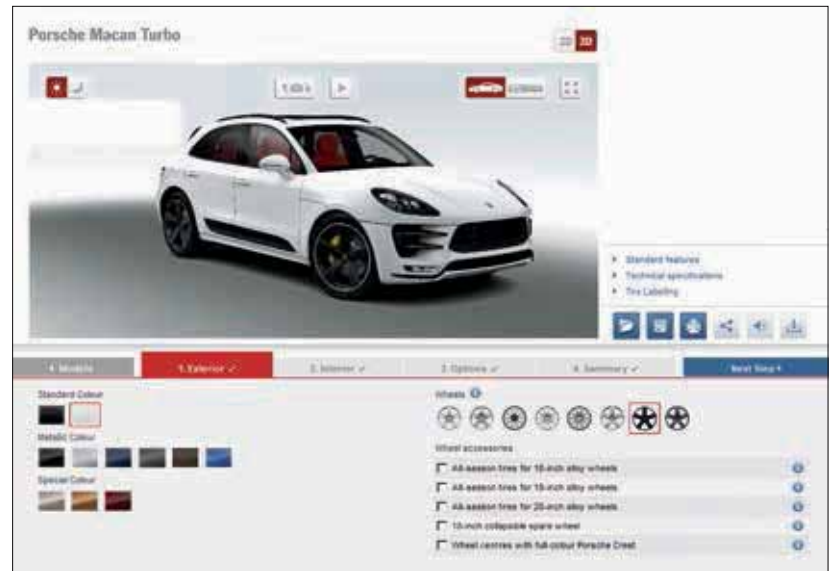 Porsche Macan Turbo
2D 3D
Standard features
Technical specifications
Tire Labelling
Models
1. Exterior ✓
2. Interior ✓
3. Options ✓
4. Summary ✓
Next Step
Standard Colour
Metallic Colour
Special Colour
Wheels
Wheel accessories
All-season tires for 18-inch alloy wheels
All-season tires for 19-inch alloy wheels
All-season tires for 20-inch alloy wheels
18-inch collapsible spare wheel
Wheel centres with full-colour Porsche Crest